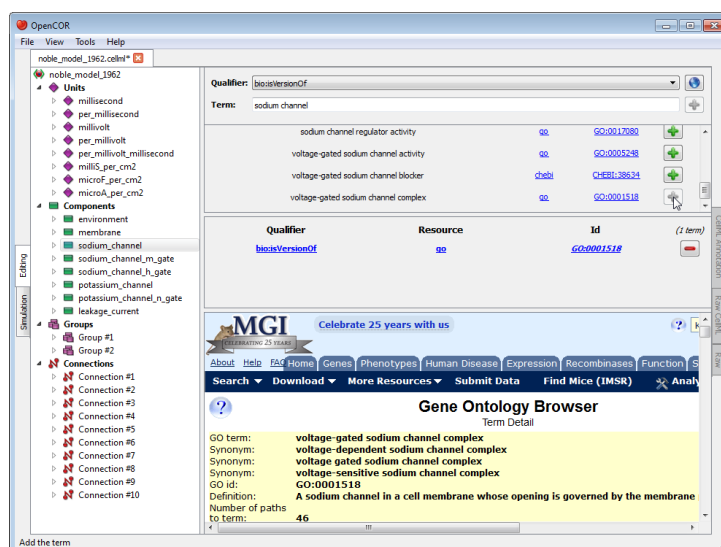 OpenCOR
File View Tools Help
noble_model_1962.cellml*
noble_model_1962
Units
millisecond
per_millisecond
millivolt
per_millivolt
per_millivolt_millisecond
milliS_per_cm2
microF_per_cm2
microA_per_cm2
Components
environment
membrane
sodium_channel
sodium_channel_m_gate
sodium_channel_h_gate
potassium_channel
potassium_channel_n_gate
leakage_current
Groups
Group #1
Group #2
Connections
Connection #1
Connection #2
Connection #3
Connection #4
Connection #5
Connection #6
Connection #7
Connection #8
Connection #9
Connection #10
Editing
Simulation
Qualifier: bio:isVersionOf
Term: sodium channel
sodium channel regulator activity go GO:0017080
voltage-gated sodium channel activity go GO:0005248
voltage-gated sodium channel blocker chebi CHEBI:38634
voltage-gated sodium channel complex go GO:0001518
Qualifier Resource Id (1 term)
bio:isVersionOf go GO:0001518
MGI Celebrate 25 years with us ?
CELEBRATING 25 YEARS
About Help FAQ Home Genes Phenotypes Human Disease Expression Recombinases Function S
Search Download More Resources Submit Data Find Mice (IMSR) Analy
? Gene Ontology Browser
Term Detail
GO term: voltage-gated sodium channel complex
Synonym: voltage-dependent sodium channel complex
Synonym: voltage gated sodium channel complex
Synonym: voltage-sensitive sodium channel complex
GO id: GO:0001518
Definition: A sodium channel in a cell membrane whose opening is governed by the membrane
Number of paths
to term: 46
CellML Annotation
Raw CellML
Raw
Add the term